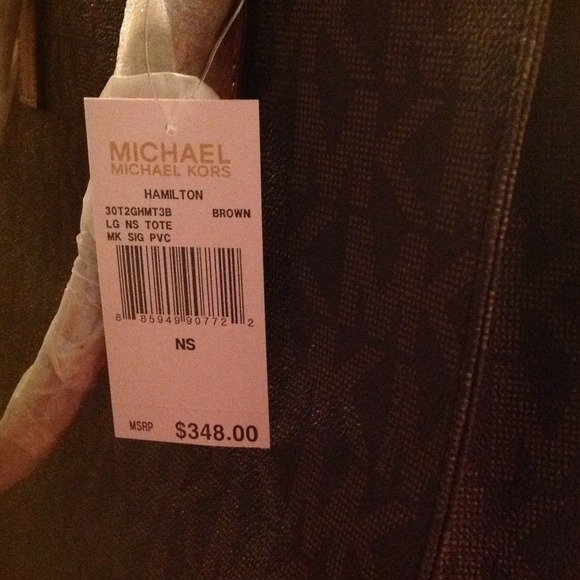 MICHAEL
MICHAEL KORS
HAMILTON
30T2GHMT3B BROWN
LG NS TOTE
MK SIG PVC
8 85949 90772 2
NS
MSRP $348.00